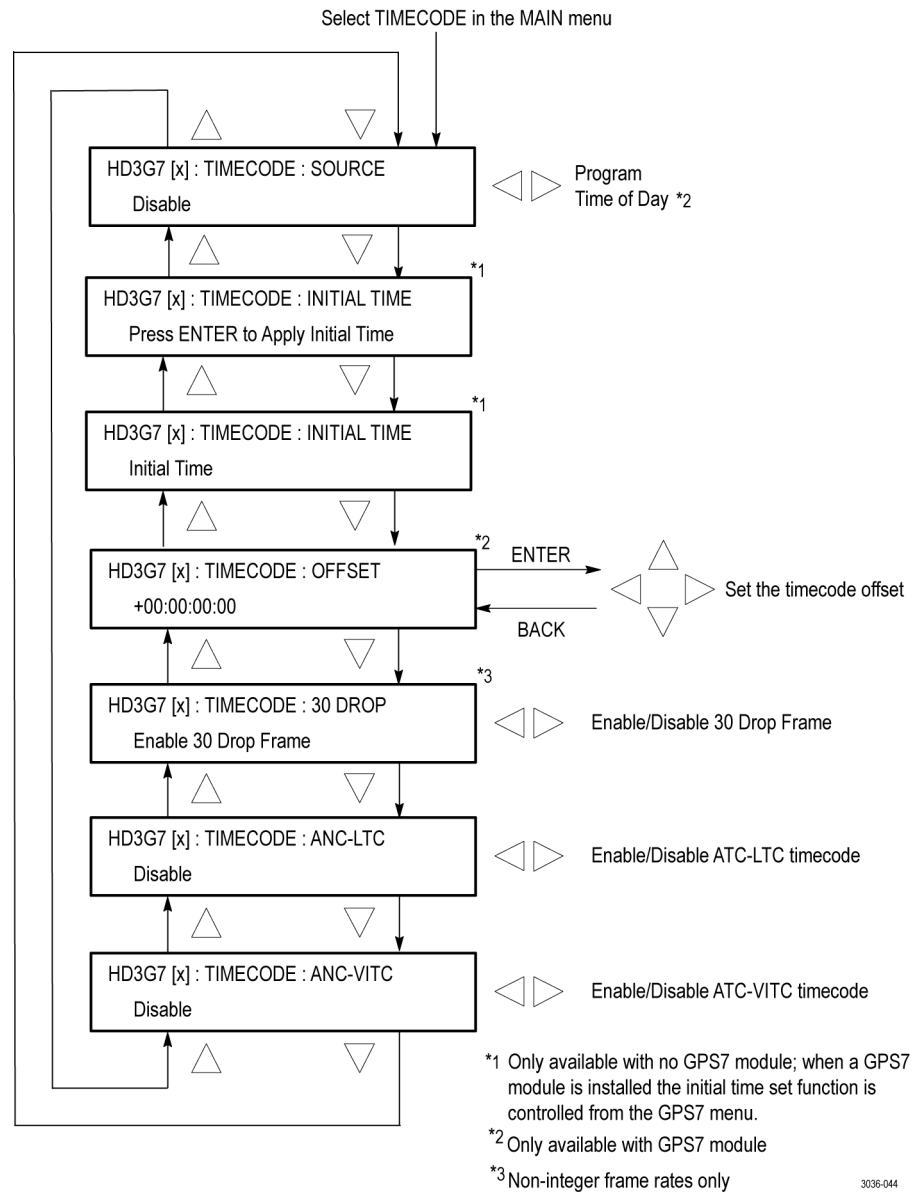 Select TIMECODE in the MAIN menu
HD3G7 [x] : TIMECODE : SOURCE
Disable
Program
Time of Day *2
*1
HD3G7 [x] : TIMECODE : INITIAL TIME
Press ENTER to Apply Initial Time
*1
HD3G7 [x] : TIMECODE : INITIAL TIME
Initial Time
*2
HD3G7 [x] : TIMECODE : OFFSET
+00:00:00:00
ENTER
BACK
Set the timecode offset
*3
HD3G7 [x] : TIMECODE : 30 DROP
Enable 30 Drop Frame
Enable/Disable 30 Drop Frame
HD3G7 [x] : TIMECODE : ANC-LTC
Disable
Enable/Disable ATC-LTC timecode
HD3G7 [x] : TIMECODE : ANC-VITC
Disable
Enable/Disable ATC-VITC timecode
*1 Only available with no GPS7 module; when a GPS7
module is installed the initial time set function is
controlled from the GPS7 menu.
*2 Only available with GPS7 module
*3 Non-integer frame rates only
3036-044